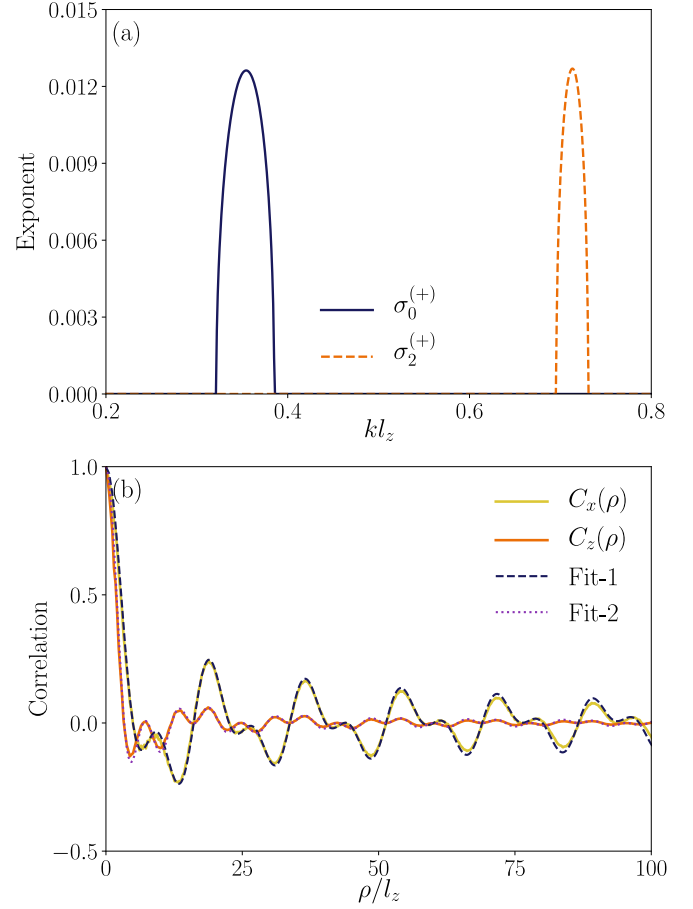 0.015
(a)
0.012
0.009
0.006
0.003
0.000
Exponent
σ₀⁽⁺⁾
σ₂⁽⁺⁾
0.2 0.4 0.6 0.8
kl_z
1.0
(b)
0.5
0.0
−0.5
Correlation
C_x(ρ)
C_z(ρ)
Fit-1
Fit-2
0 25 50 75 100
ρ/l_z